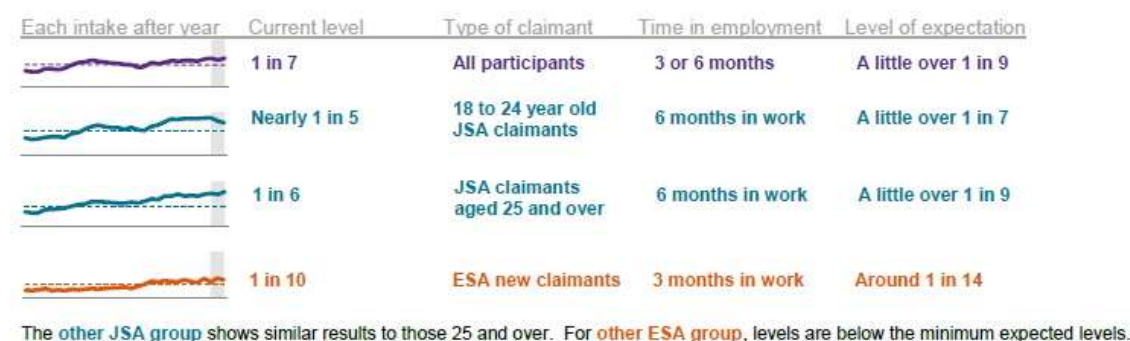 Each intake after year Current level Type of claimant Time in employment Level of expectation
1 in 7 All participants 3 or 6 months A little over 1 in 9
Nearly 1 in 5 18 to 24 year old JSA claimants 6 months in work A little over 1 in 7
1 in 6 JSA claimants aged 25 and over 6 months in work A little over 1 in 9
1 in 10 ESA new claimants 3 months in work Around 1 in 14
The other JSA group shows similar results to those 25 and over. For other ESA group, levels are below the minimum expected levels.